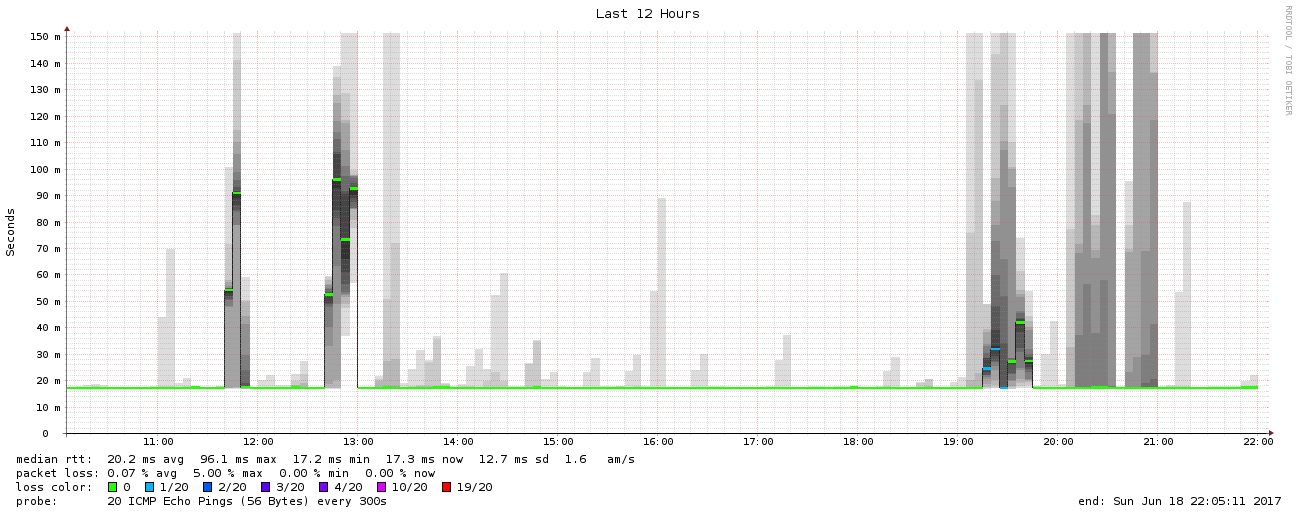 Last 12 Hours
RRDTOOL / TOBI OETIKER
Seconds
150 m
140 m
130 m
120 m
110 m
100 m
90 m
80 m
70 m
60 m
50 m
40 m
30 m
20 m
10 m
0
11:00 12:00 13:00 14:00 15:00 16:00 17:00 18:00 19:00 20:00 21:00 22:00
median rtt: 20.2 ms avg 96.1 ms max 17.2 ms min 17.3 ms now 12.7 ms sd 1.6 am/s
packet loss: 0.07 % avg 5.00 % max 0.00 % min 0.00 % now
loss color: 0 1/20 2/20 3/20 4/20 10/20 19/20
probe: 20 ICMP Echo Pings (56 Bytes) every 300s end: Sun Jun 18 22:05:11 2017